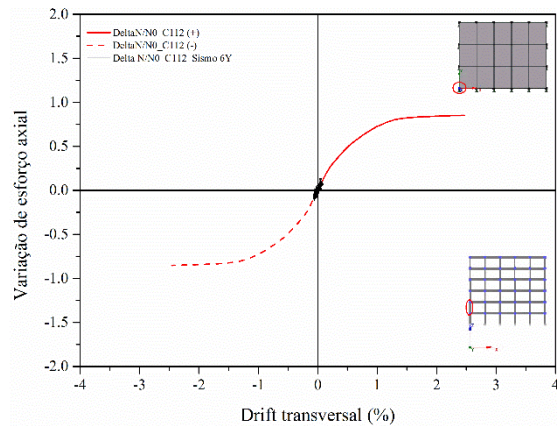 DeltaN/N0_C112 (+)
DeltaN/N0_C112 (-)
Delta N/N0_C112 Sismo 6Y
2.0
1.5
1.0
0.5
0.0
-0.5
-1.0
-1.5
-2.0
Variação de esforço axial
-4 -3 -2 -1 0 1 2 3 4
Drift transversal (%)